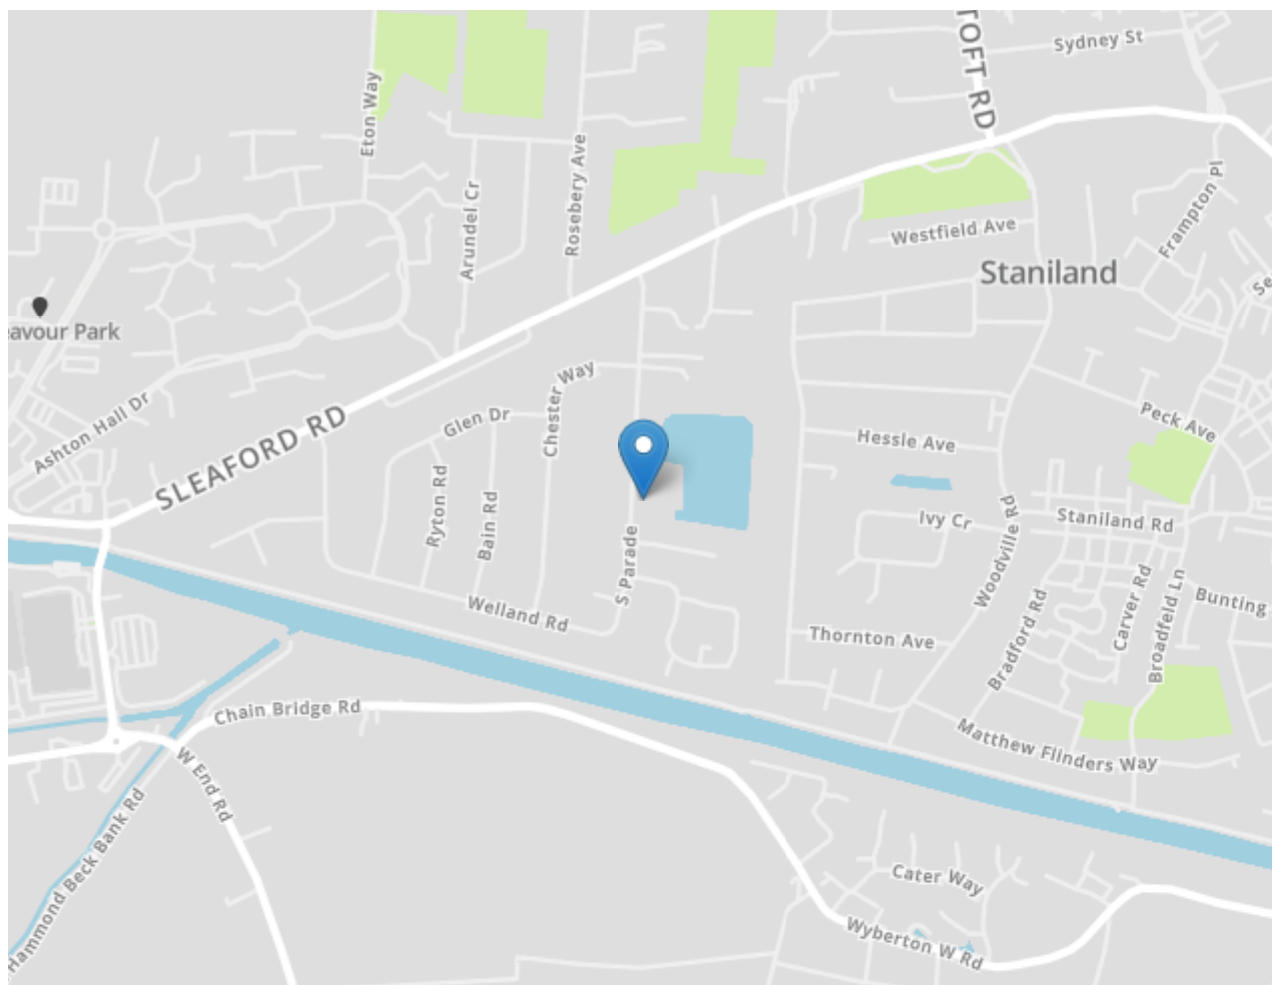 TOFT RD
Sydney St
Eton Way
Rosebery Ave
Arundel Cr
Frampton Pl
Westfield Ave
Staniland
Se
eavour Park
Chester Way
Ashton Hall Dr
SLEAFORD RD
Glen Dr
Peck Ave
Hessle Ave
Ryton Rd
Bain Rd
Ivy Cr
Staniland Rd
Woodville Rd
S Parade
Welland Rd
Bradford Rd
Carver Rd
Broadfeld Ln
Bunting
Thornton Ave
Chain Bridge Rd
Matthew Flinders Way
W End Rd
Hammond Beck Bank Rd
Cater Way
Wyberton W Rd